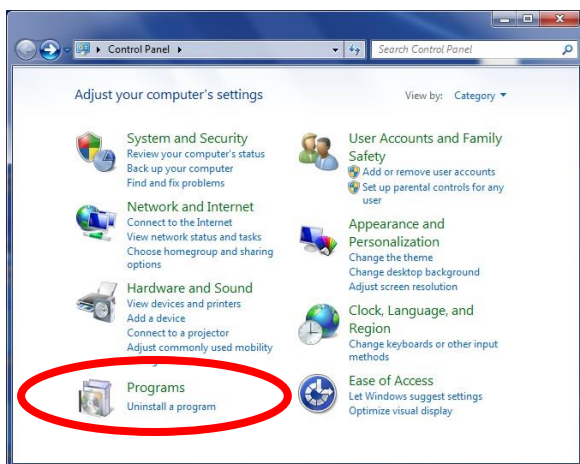 Control Panel
Search Control Panel
Adjust your computer's settings
View by: Category
System and Security
Review your computer's status
Back up your computer
Find and fix problems
Network and Internet
Connect to the Internet
View network status and tasks
Choose homegroup and sharing
options
Hardware and Sound
View devices and printers
Add a device
Connect to a projector
Adjust commonly used mobility
Programs
Uninstall a program
User Accounts and Family
Safety
Add or remove user accounts
Set up parental controls for any
user
Appearance and
Personalization
Change the theme
Change desktop background
Adjust screen resolution
Clock, Language, and
Region
Change keyboards or other input
methods
Ease of Access
Let Windows suggest settings
Optimize visual display